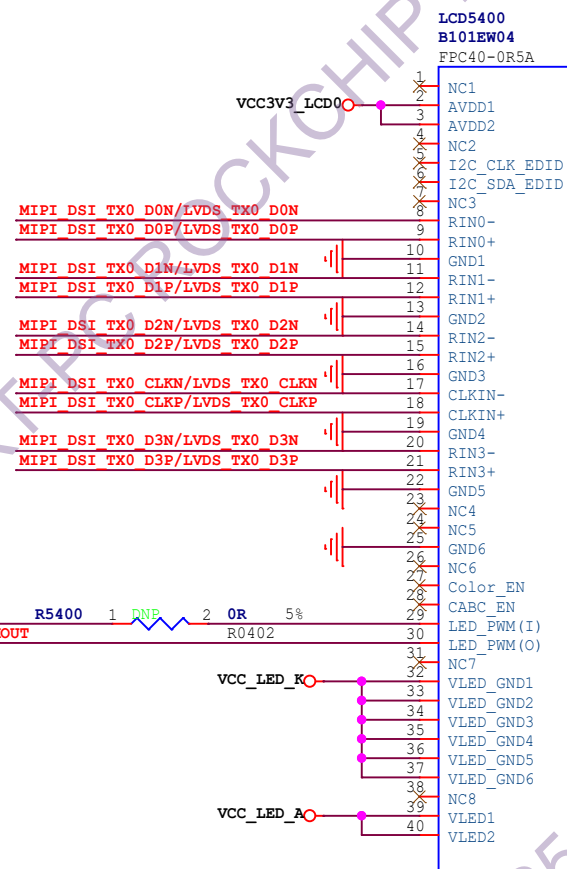 LCD5400
B101EW04
FPC40-0R5A
1 NC1
VCC3V3_LCD0 2 AVDD1
3 AVDD2
4 NC2
5 I2C_CLK_EDID
6 I2C_SDA_EDID
7 NC3
MIPI_DSI_TX0_D0N/LVDS_TX0_D0N 8 RIN0-
MIPI_DSI_TX0_D0P/LVDS_TX0_D0P 9 RIN0+
10 GND1
MIPI_DSI_TX0_D1N/LVDS_TX0_D1N 11 RIN1-
MIPI_DSI_TX0_D1P/LVDS_TX0_D1P 12 RIN1+
13 GND2
MIPI_DSI_TX0_D2N/LVDS_TX0_D2N 14 RIN2-
MIPI_DSI_TX0_D2P/LVDS_TX0_D2P 15 RIN2+
16 GND3
MIPI_DSI_TX0_CLKN/LVDS_TX0_CLKN 17 CLKIN-
MIPI_DSI_TX0_CLKP/LVDS_TX0_CLKP 18 CLKIN+
19 GND4
MIPI_DSI_TX0_D3N/LVDS_TX0_D3N 20 RIN3-
MIPI_DSI_TX0_D3P/LVDS_TX0_D3P 21 RIN3+
22 GND5
23 NC4
24 NC5
25 GND6
26 NC6
27 Color_EN
28 CABC_EN
R5400 1 DNP 2 0R 5% 29 LED_PWM(I)
OUT R0402 30 LED_PWM(O)
31 NC7
VCC_LED_K 32 VLED_GND1
33 VLED_GND2
34 VLED_GND3
35 VLED_GND4
36 VLED_GND5
37 VLED_GND6
38 NC8
VCC_LED_A 39 VLED1
40 VLED2
PC ROCKCHIP